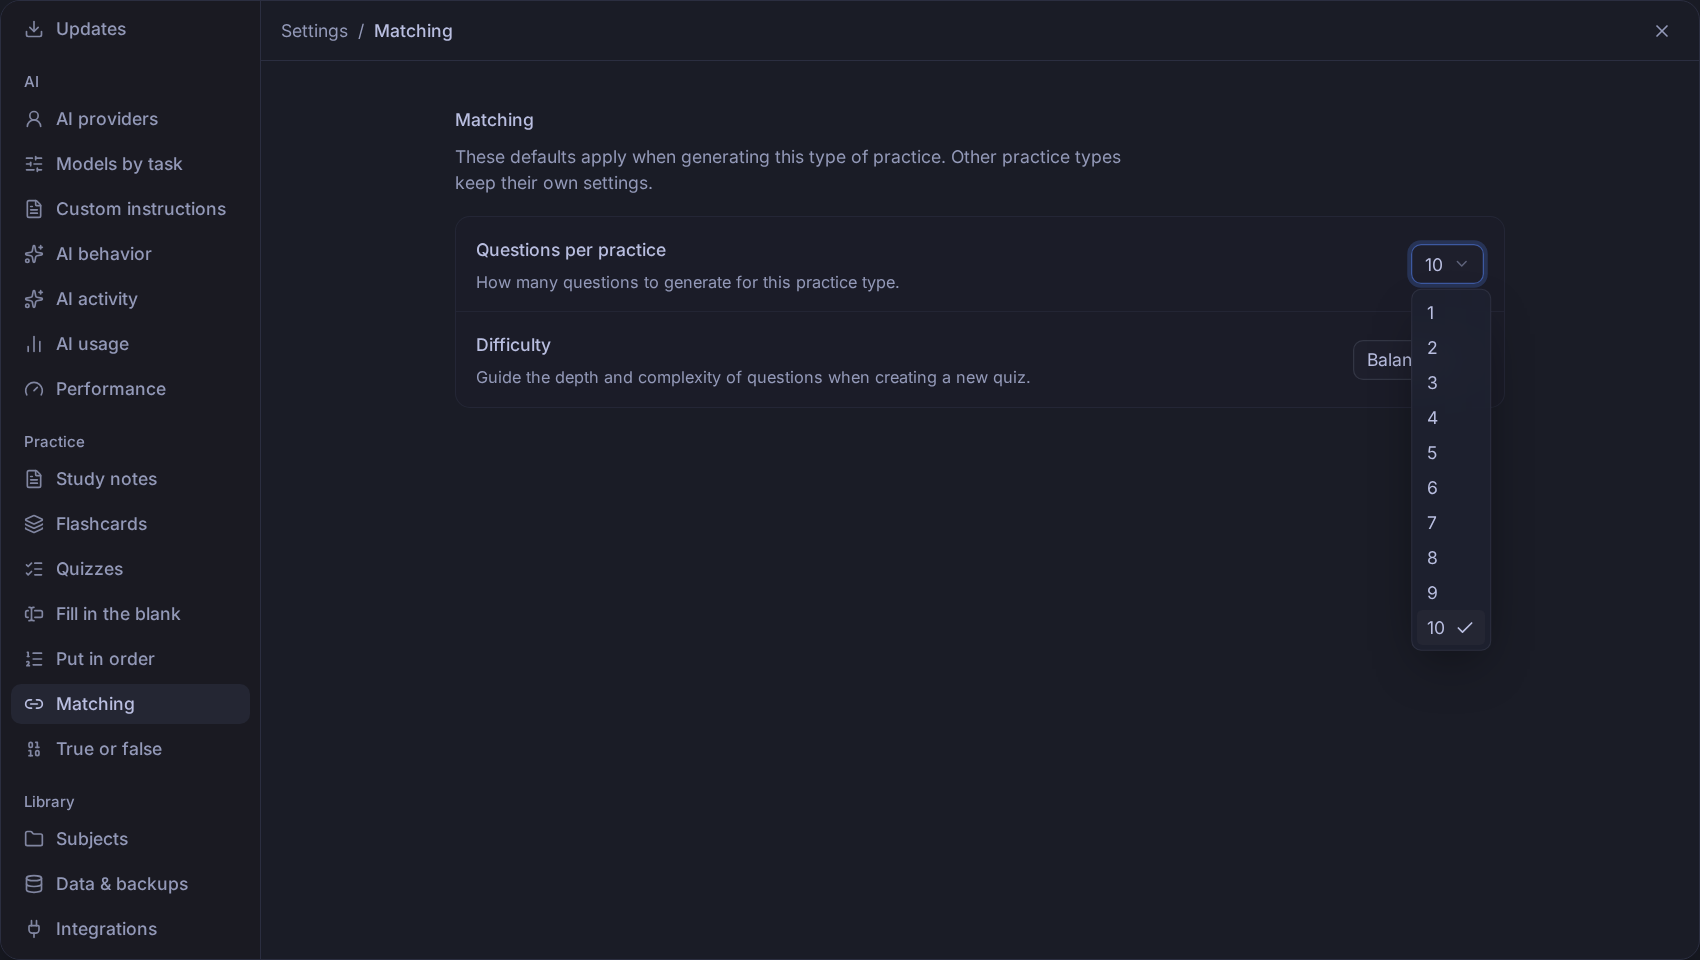 Updates
AI
AI providers
Models by task
Custom instructions
AI behavior
AI activity
AI usage
Performance
Practice
Study notes
Flashcards
Quizzes
Fill in the blank
Put in order
Matching
True or false
Library
Subjects
Data & backups
Integrations
Settings / Matching
Matching
These defaults apply when generating this type of practice. Other practice types
keep their own settings.
Questions per practice
How many questions to generate for this practice type.
10
Difficulty
Guide the depth and complexity of questions when creating a new quiz.
Balan
1
2
3
4
5
6
7
8
9
10